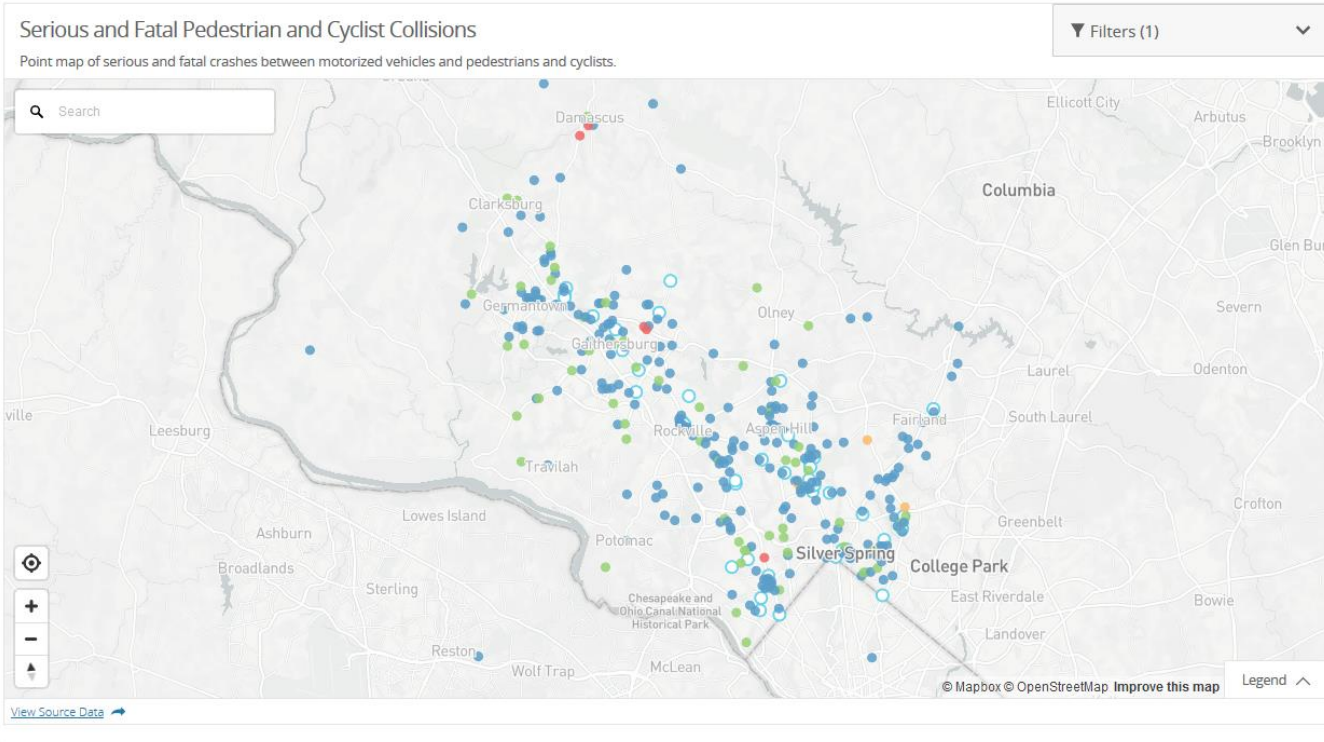 Serious and Fatal Pedestrian and Cyclist Collisions
Filters (1)
Point map of serious and fatal crashes between motorized vehicles and pedestrians and cyclists.
Search
Damascus
Ellicott City
Arbutus
Brooklyn
Columbia
Clarksburg
Glen Bur
Germantown
Olney
Severn
Gaithersburg
Laurel
Odenton
ville
Leesburg
Rockville
Aspen Hill
Fairland
South Laurel
Travilah
Lowes Island
Crofton
Ashburn
Potomac
Greenbelt
Broadlands
Silver Spring
College Park
Sterling
Chesapeake and
Ohio Canal National
Historical Park
East Riverdale
Bowie
Landover
Reston
Wolf Trap
McLean
© Mapbox © OpenStreetMap Improve this map
Legend
View Source Data